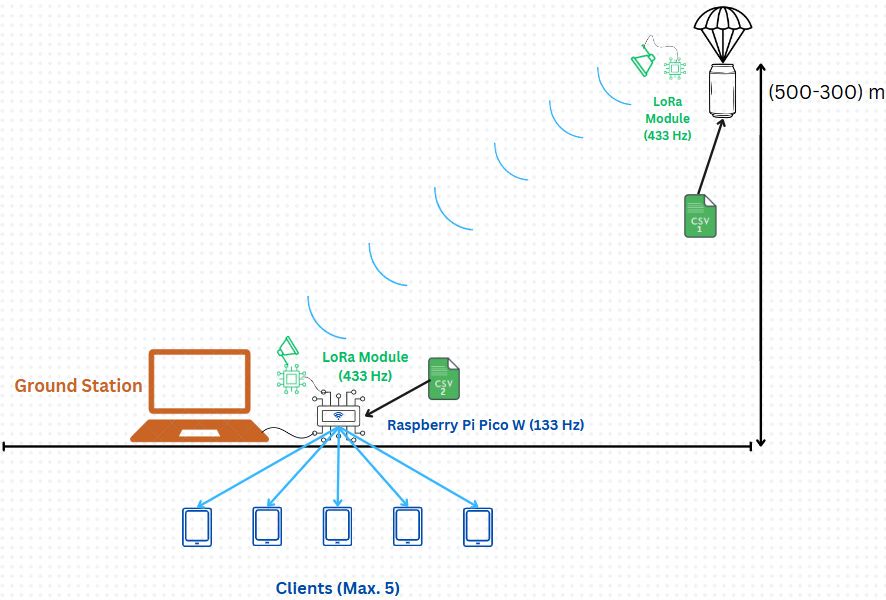 (500-300) m
LoRa
Module
(433 Hz)
CSV
1
LoRa Module
(433 Hz)
CSV
2
Ground Station
Raspberry Pi Pico W (133 Hz)
Clients (Max. 5)